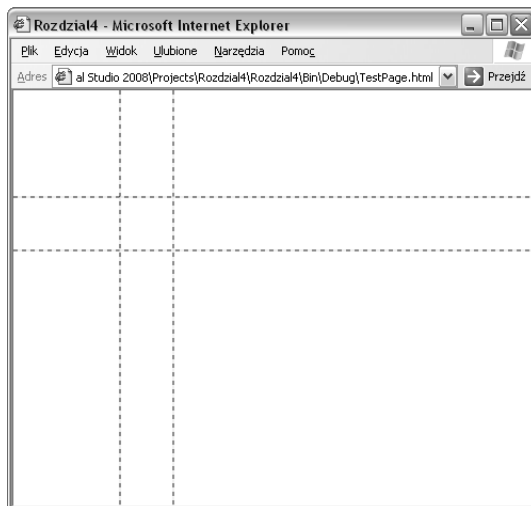 Rozdział4 - Microsoft Internet Explorer
Plik Edycja Widok Ulubione Narzędzia Pomoc
Adres al Studio 2008\Projects\Rozdzial4\Rozdzial4\Bin\Debug\TestPage.html Przejdź